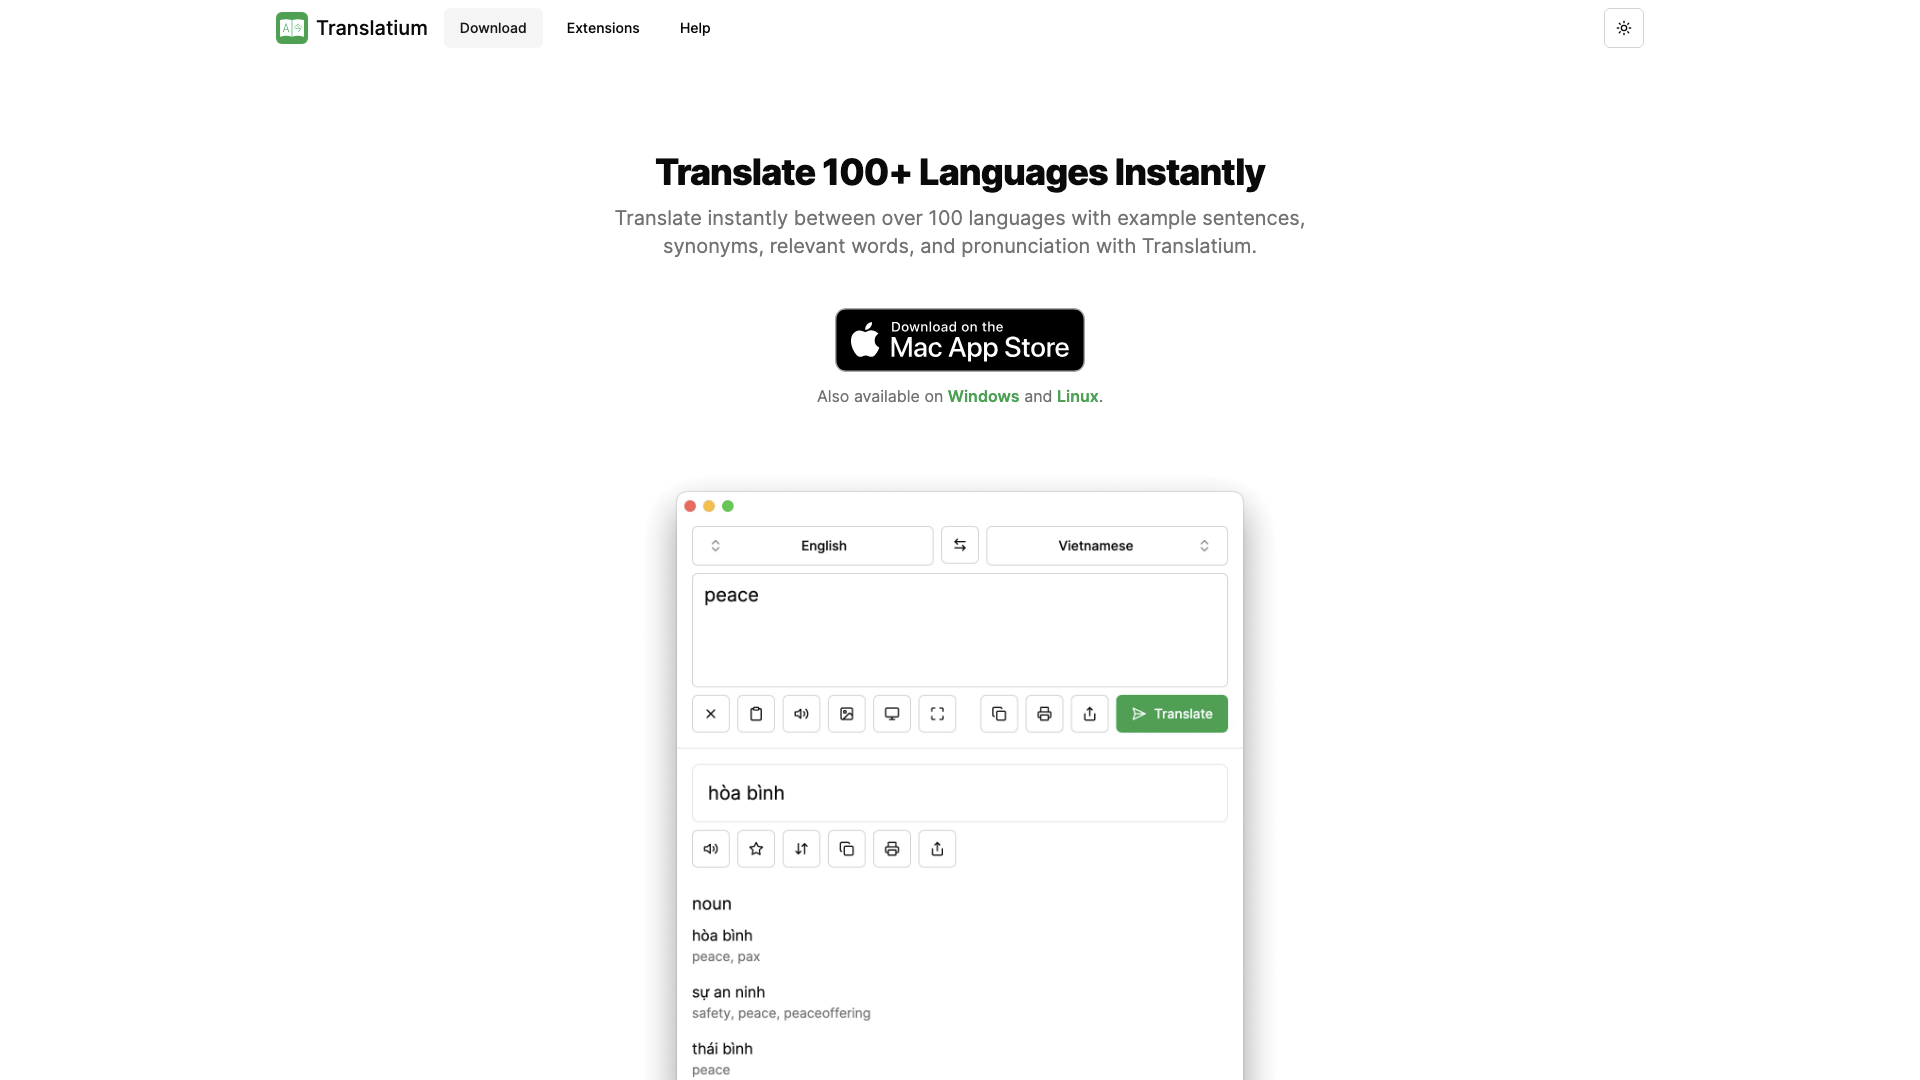 Translatium
Download
Extensions
Help
Translate 100+ Languages Instantly
Translate instantly between over 100 languages with example sentences,
synonyms, relevant words, and pronunciation with Translatium.
Download on the
Mac App Store
Also available on Windows and Linux.
English
Vietnamese
peace
Translate
hòa bình
noun
hòa bình
peace, pax
sự an ninh
safety, peace, peaceoffering
thái bình
peace